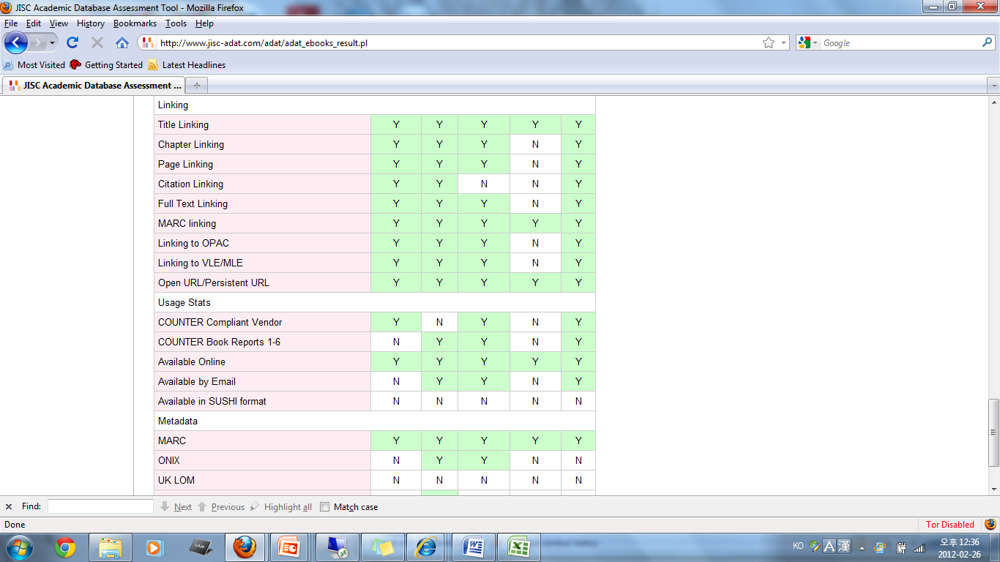 JISC Academic Database Assessment Tool - Mozilla Firefox
File Edit View History Bookmarks Tools Help
http://www.jisc-adat.com/adat/adat_ebooks_result.pl
Google
Most Visited Getting Started Latest Headlines
JISC Academic Database Assessment ...
Linking
Title Linking Y Y Y Y Y
Chapter Linking Y Y Y N Y
Page Linking Y Y Y N Y
Citation Linking Y Y N N Y
Full Text Linking Y Y Y N Y
MARC linking Y Y Y Y Y
Linking to OPAC Y Y Y N Y
Linking to VLE/MLE Y Y Y N Y
Open URL/Persistent URL Y Y Y Y Y
Usage Stats
COUNTER Compliant Vendor Y N Y N Y
COUNTER Book Reports 1-6 N Y Y N Y
Available Online Y Y Y Y Y
Available by Email N Y Y N Y
Available in SUSHI format N N N N N
Metadata
MARC Y Y Y Y Y
ONIX N Y Y N N
UK LOM N N N N N
Find: Next Previous Highlight all Match case
Done Tor Disabled
KO A 漢 오후 12:36
2012-02-26